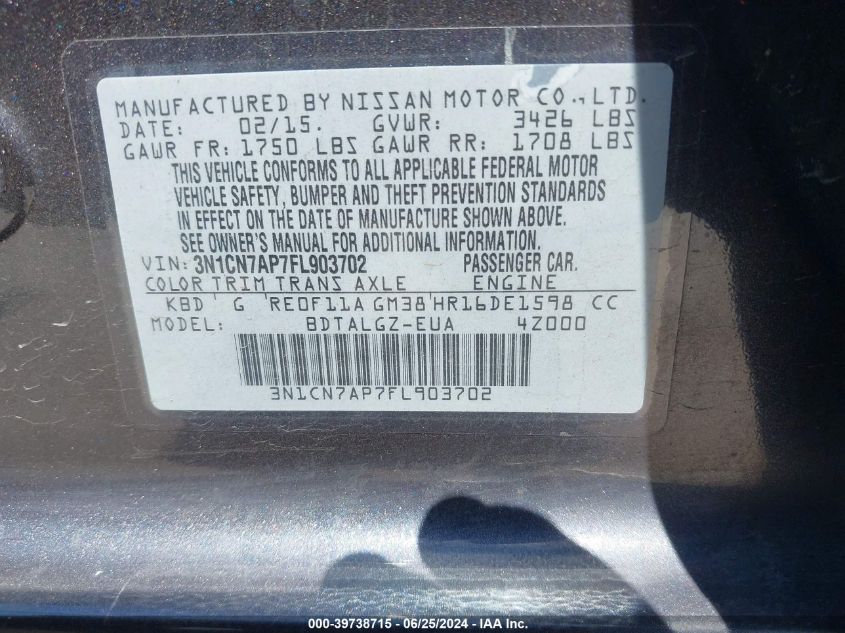 MANUFACTURED BY NISSAN MOTOR CO.,LTD.
DATE: 02/15. GVWR: 3426 LBS
GAWR FR: 1750 LBS GAWR RR: 1708 LBS
THIS VEHICLE CONFORMS TO ALL APPLICABLE FEDERAL MOTOR
VEHICLE SAFETY, BUMPER AND THEFT PREVENTION STANDARDS
IN EFFECT ON THE DATE OF MANUFACTURE SHOWN ABOVE.
SEE OWNER'S MANUAL FOR ADDITIONAL INFORMATION.
VIN: 3N1CN7AP7FL903702 PASSENGER CAR.
COLOR TRIM TRANS AXLE ENGINE
KBD ' G 'RE0F11A GM38'HR16DE1598 CC
MODEL: BDTALGZ-EUA 4Z000
3N1CN7AP7FL903702
000-39738715 - 06/25/2024 - © COPYRIGHT IAA, INC.